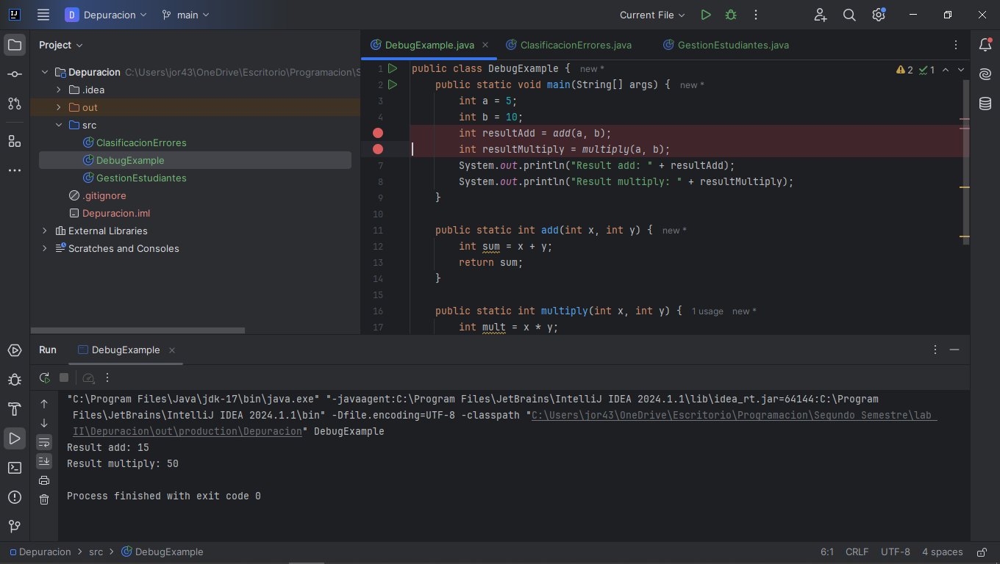 D Depuracion main Current File
Project
DebugExample.java ClasificacionErrores.java GestionEstudiantes.java
Depuracion C:\Users\jor43\OneDrive\Escritorio\Programacion\S
.idea
out
src
ClasificacionErrores
DebugExample
GestionEstudiantes
.gitignore
Depuracion.iml
External Libraries
Scratches and Consoles
2 1
1 public class DebugExample { new *
2 public static void main(String[] args) { new *
3 int a = 5;
4 int b = 10;
int resultAdd = add(a, b);
int resultMultiply = multiply(a, b);
7 System.out.println("Result add: " + resultAdd);
8 System.out.println("Result multiply: " + resultMultiply);
9 }
10
11 public static int add(int x, int y) { new *
12 int sum = x + y;
13 return sum;
14 }
15
16 public static int multiply(int x, int y) { 1 usage new *
17 int mult = x * y;
Run DebugExample
"C:\Program Files\Java\jdk-17\bin\java.exe" "-javaagent:C:\Program Files\JetBrains\IntelliJ IDEA 2024.1.1\lib\idea_rt.jar=64144:C:\Program
Files\JetBrains\IntelliJ IDEA 2024.1.1\bin" -Dfile.encoding=UTF-8 -classpath "C:\Users\jor43\OneDrive\Escritorio\Programacion\Segundo Semestre\lab
II\Depuracion\out\production\Depuracion" DebugExample
Result add: 15
Result multiply: 50
Process finished with exit code 0
Depuracion > src > DebugExample
6:1 CRLF UTF-8 4 spaces